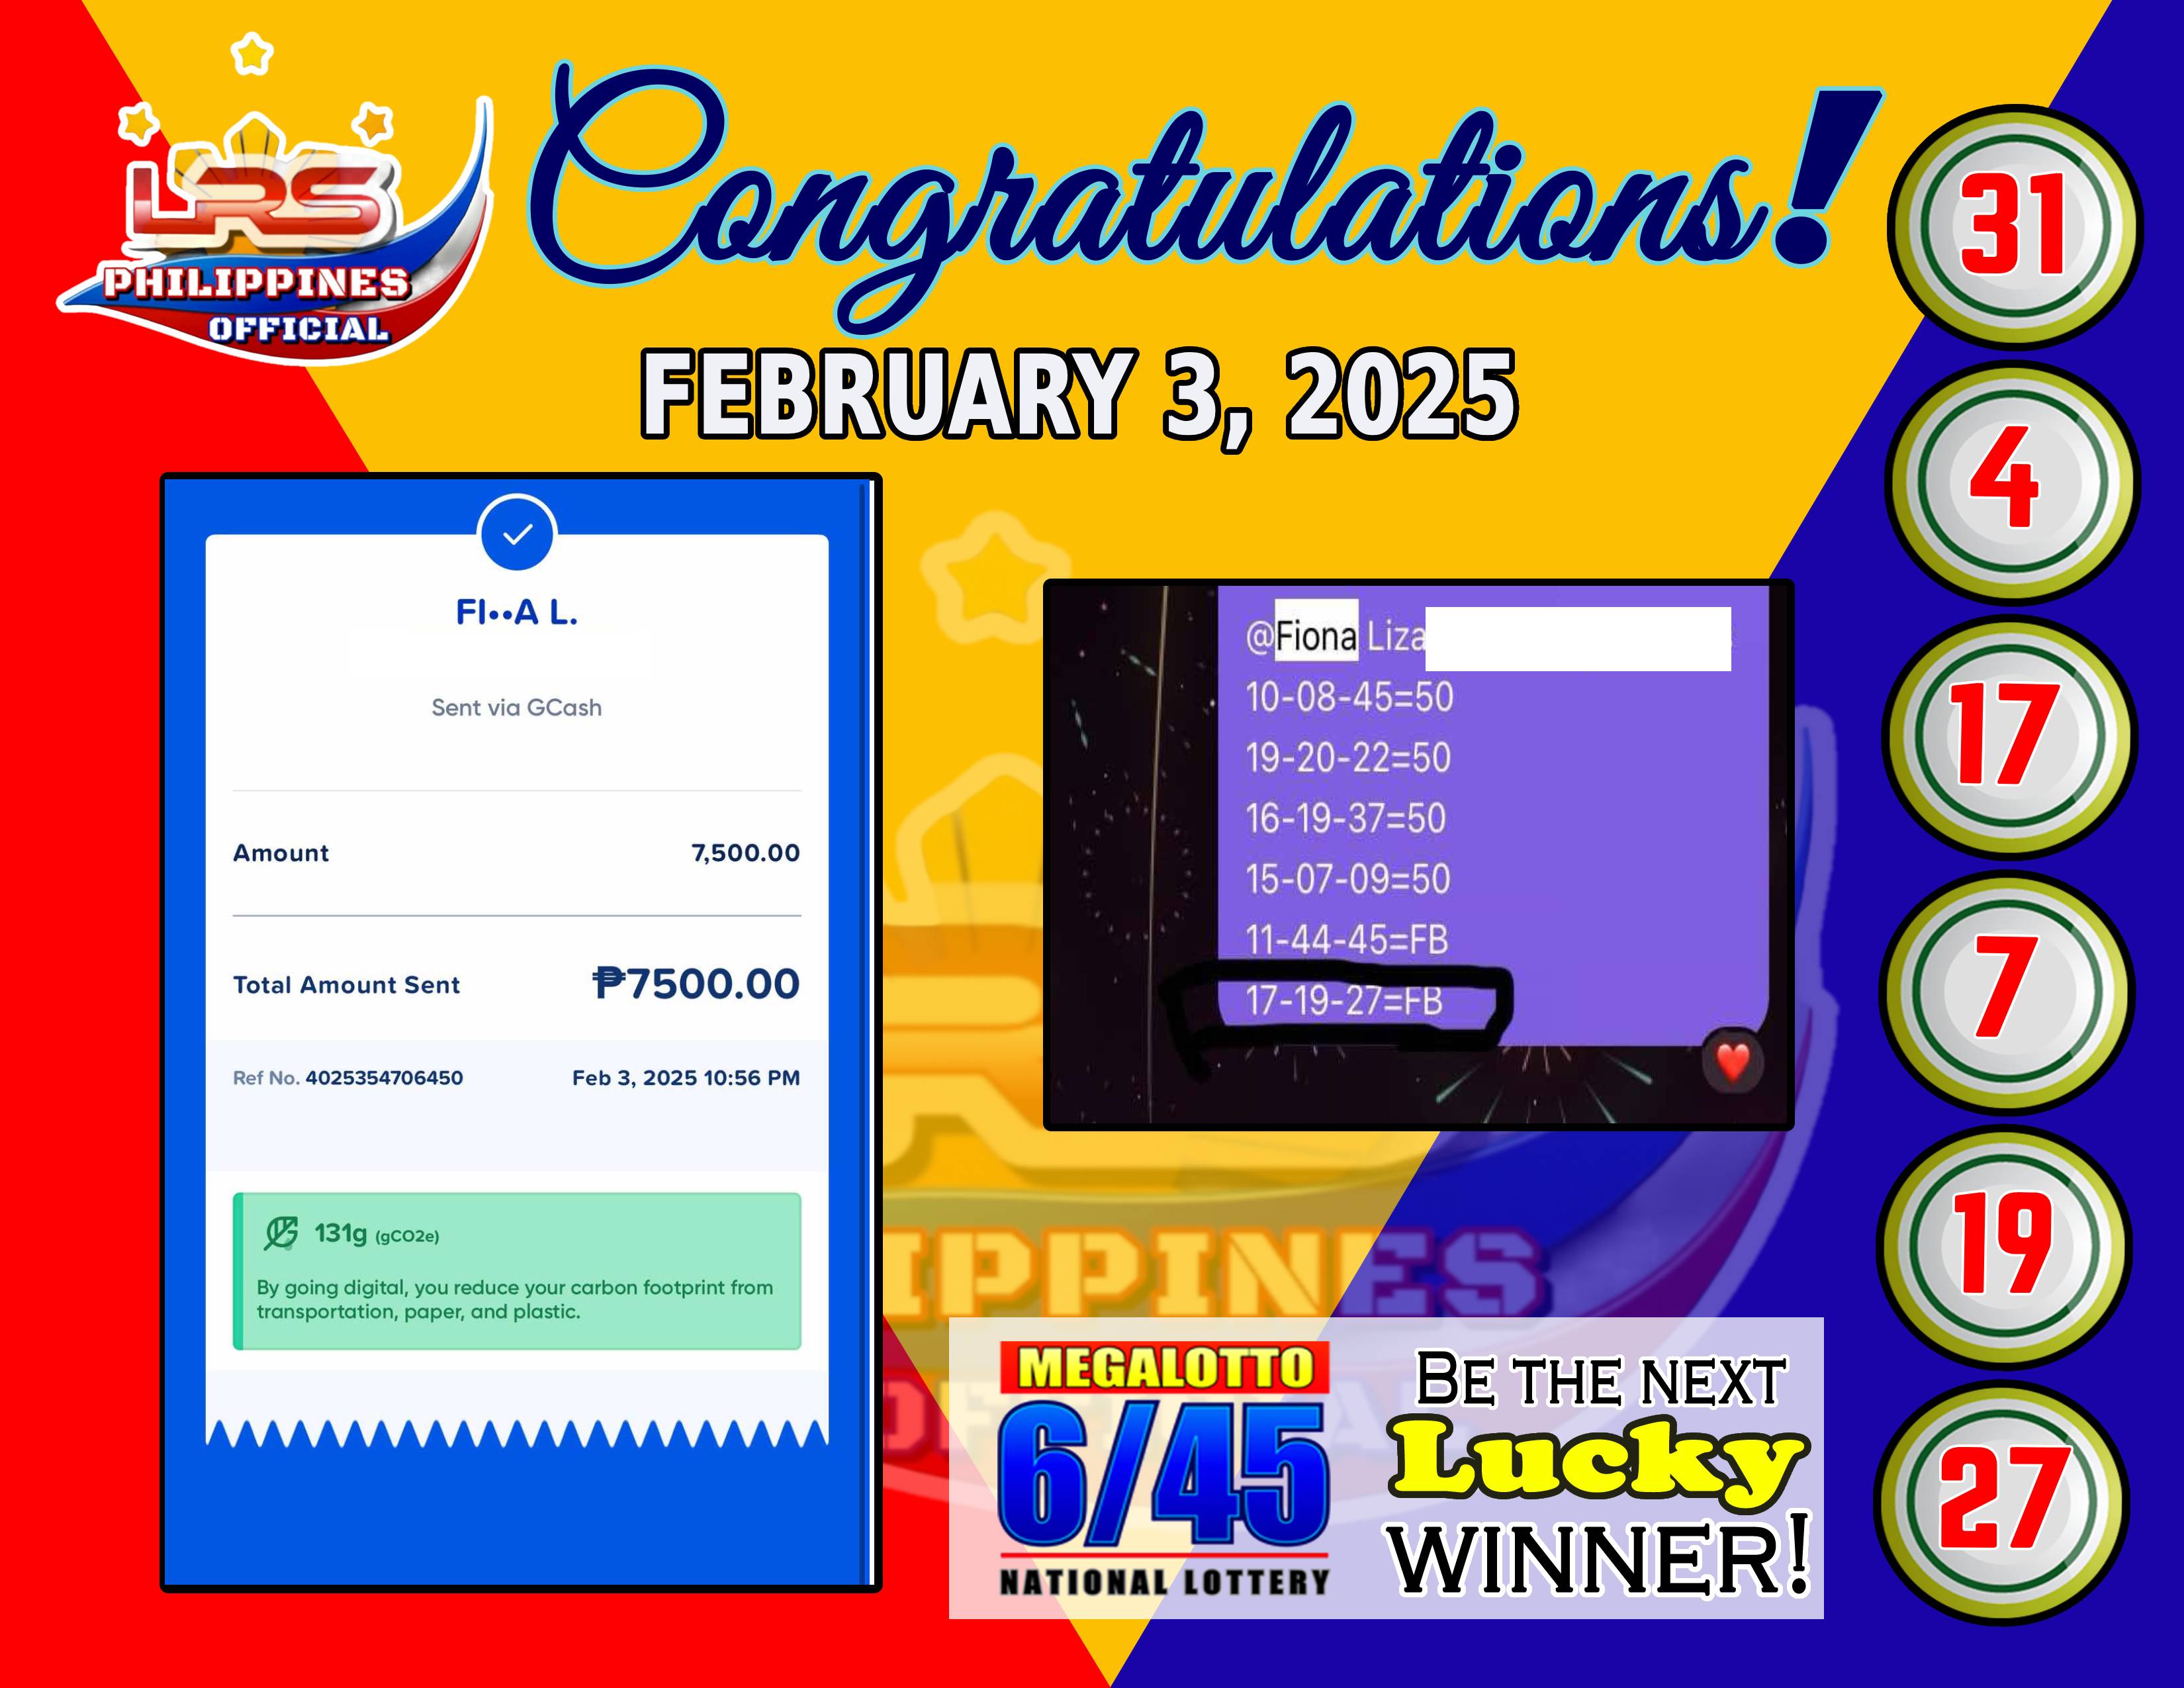 LRS
PHILIPPINES
OFFICIAL
Congratulations!
FEBRUARY 3, 2025
FI••A L.
Sent via GCash
Amount 7,500.00
Total Amount Sent ₱7500.00
Ref No. 4025354706450 Feb 3, 2025 10:56 PM
131g (gCO2e)
By going digital, you reduce your carbon footprint from
transportation, paper, and plastic.
@Fiona Liza
10-08-45=50
19-20-22=50
16-19-37=50
15-07-09=50
11-44-45=FB
17-19-27=FB
IPPINES
MEGALOTTO
6/45
NATIONAL LOTTERY
BE THE NEXT
Lucky
WINNER!
31
4
17
7
19
27